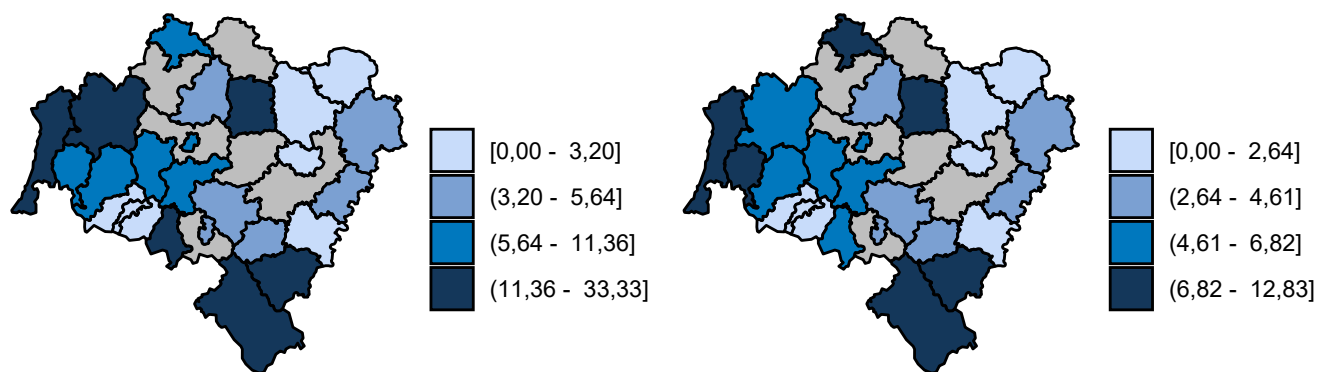 [0,00 - 3,20]
(3,20 - 5,64]
(5,64 - 11,36]
(11,36 - 33,33]
[0,00 - 2,64]
(2,64 - 4,61]
(4,61 - 6,82]
(6,82 - 12,83]